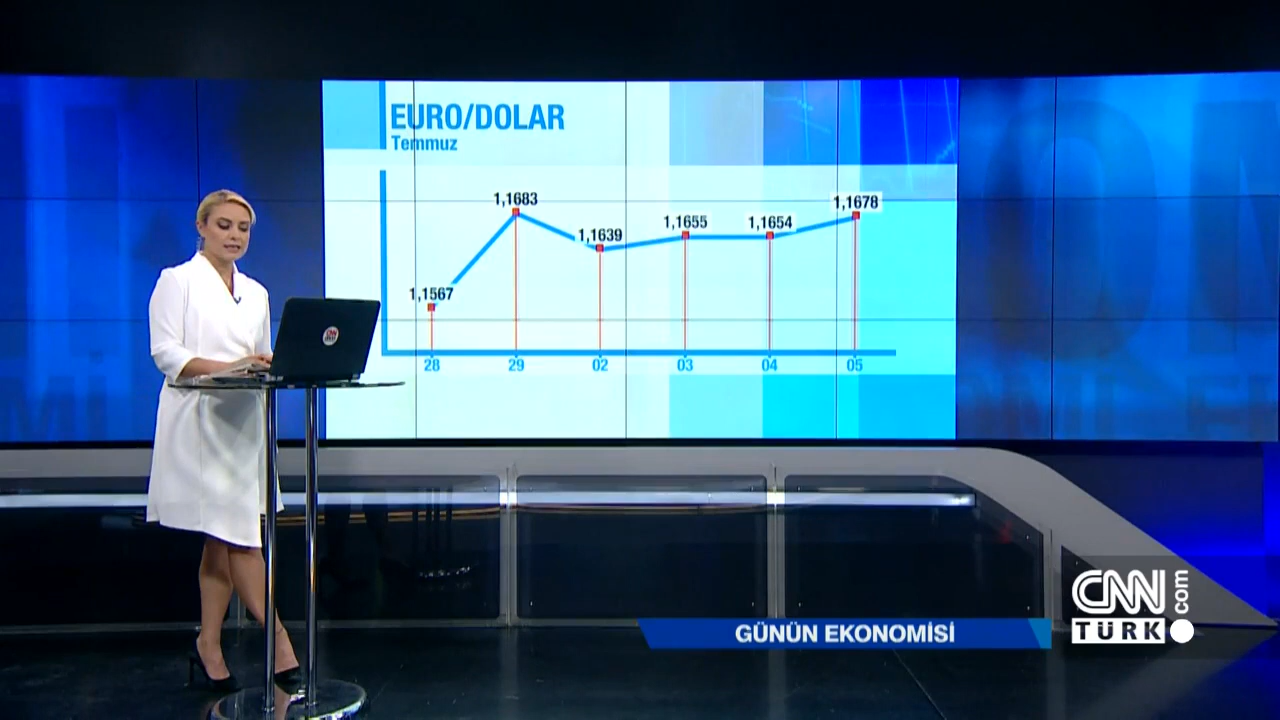 EURO/DOLAR
Temmuz
1,1567
1,1683
1,1639
1,1655
1,1654
1,1678
28
29
02
03
04
05
CNN
GÜNÜN EKONOMİSİ
CNN
TÜRK
.com